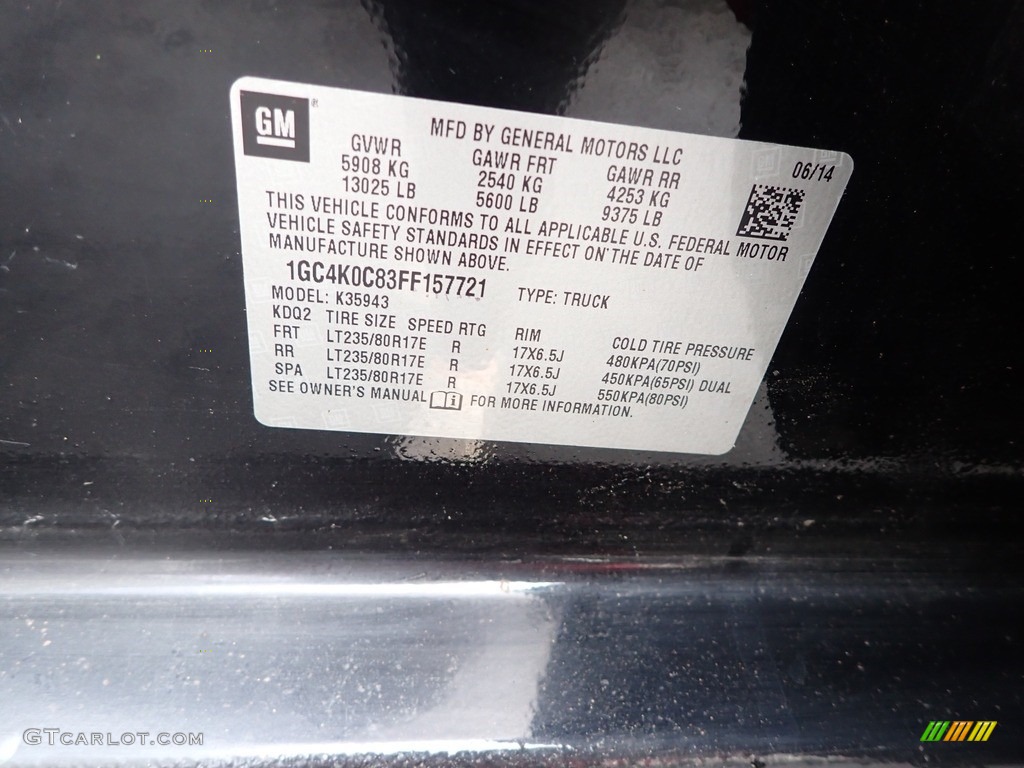 GM®
MFD BY GENERAL MOTORS LLC
06/14
GVWR GAWR FRT GAWR RR
5908 KG 2540 KG 4253 KG
13025 LB 5600 LB 9375 LB
THIS VEHICLE CONFORMS TO ALL APPLICABLE U.S. FEDERAL MOTOR
VEHICLE SAFETY STANDARDS IN EFFECT ON THE DATE OF
MANUFACTURE SHOWN ABOVE.
1GC4K0C83FF157721 TYPE: TRUCK
MODEL: K35943
KDQ2 TIRE SIZE SPEED RTG RIM COLD TIRE PRESSURE
FRT LT235/80R17E R 17X6.5J 480KPA(70PSI)
RR LT235/80R17E R 17X6.5J 450KPA(65PSI) DUAL
SPA LT235/80R17E R 17X6.5J 550KPA(80PSI)
SEE OWNER'S MANUAL i FOR MORE INFORMATION.
GTCARLOT.COM